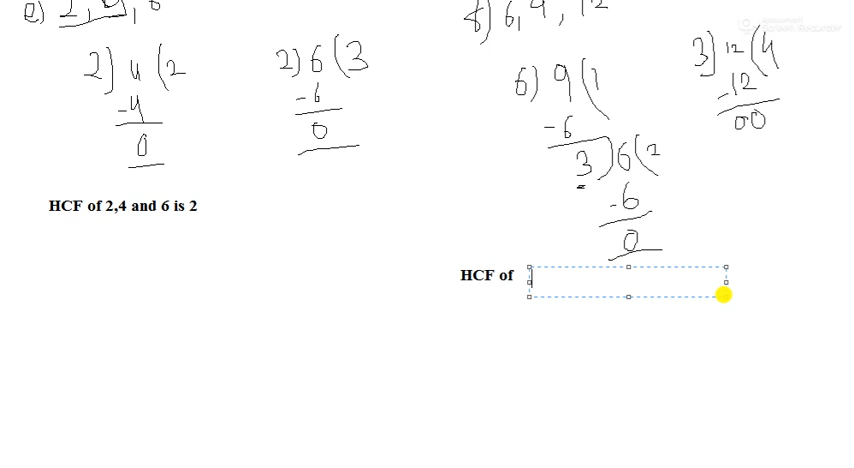 e) 2, 4, 6
2) 4 (2
-4
0
2) 6 (3
-6
0
HCF of 2,4 and 6 is 2
f) 6, 9, 12
6) 9 (1
-6
3) 6 (2
-6
0
3) 12 (4
-12
00
HCF of